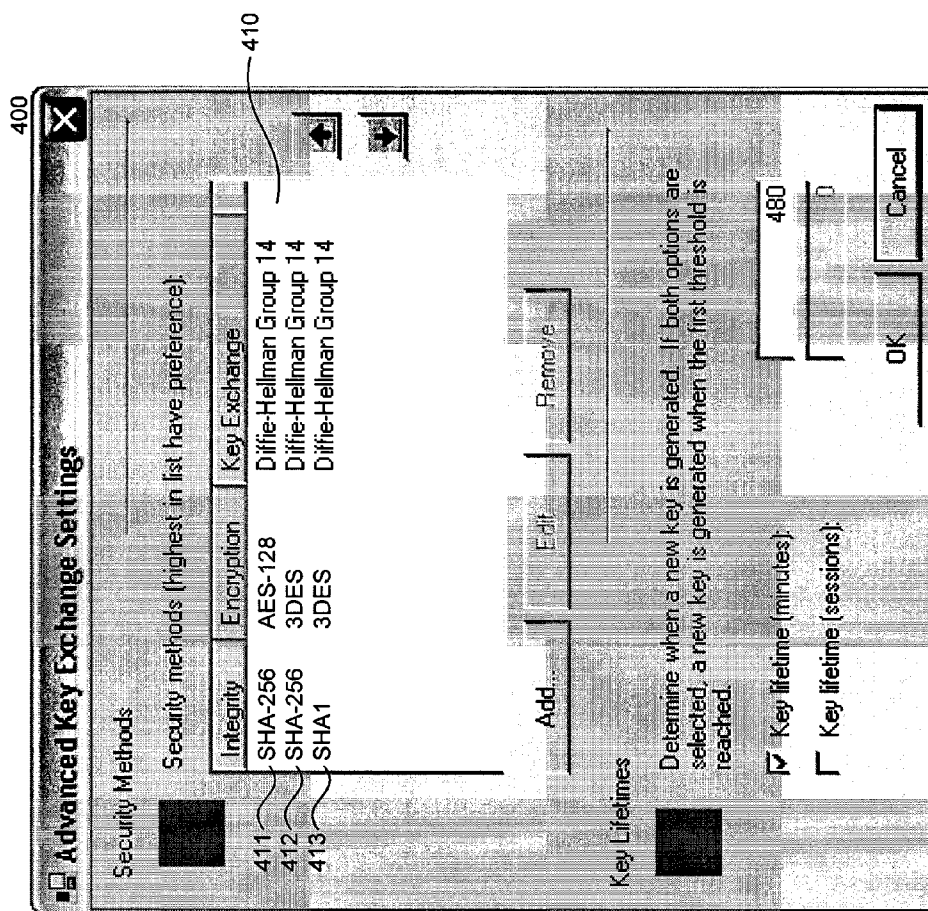 400
Advanced Key Exchange Settings
Security Methods
Security methods (highest in list have preference):
Integrity Encryption Key Exchange
411 SHA-256 AES-128 Diffie-Hellman Group 14
412 SHA-256 3DES Diffie-Hellman Group 14
413 SHA1 3DES Diffie-Hellman Group 14
410
Add... Edit... Remove
Key Lifetimes
Determine when a new key is generated. If both options are
selected, a new key is generated when the first threshold is
reached.
Key lifetime (minutes): 480
Key lifetime (sessions): 0
OK Cancel